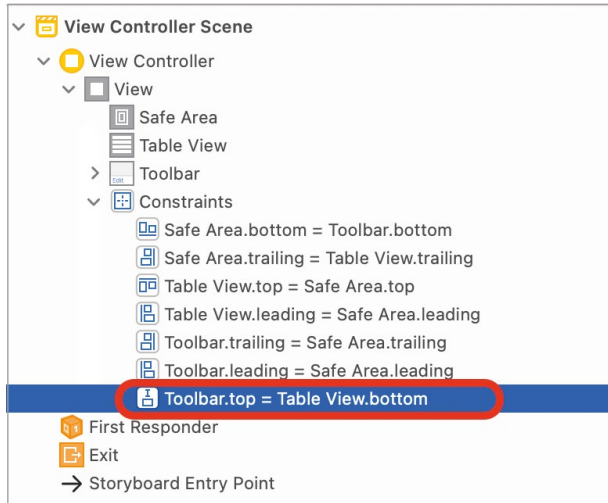 View Controller Scene
View Controller
View
Safe Area
Table View
Edit
Toolbar
Constraints
Safe Area.bottom = Toolbar.bottom
Safe Area.trailing = Table View.trailing
Table View.top = Safe Area.top
Table View.leading = Safe Area.leading
Toolbar.trailing = Safe Area.trailing
Toolbar.leading = Safe Area.leading
Toolbar.top = Table View.bottom
First Responder
Exit
Storyboard Entry Point